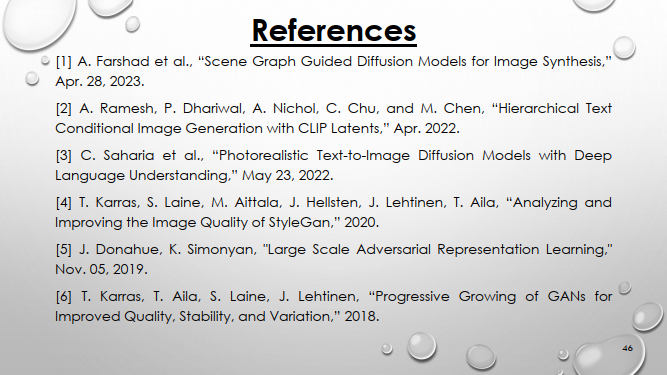 References
[1] A. Farshad et al., “Scene Graph Guided Diffusion Models for Image Synthesis,”
Apr. 28, 2023.
[2] A. Ramesh, P. Dhariwal, A. Nichol, C. Chu, and M. Chen, “Hierarchical Text
Conditional Image Generation with CLIP Latents,” Apr. 2022.
[3] C. Saharia et al., “Photorealistic Text-to-Image Diffusion Models with Deep
Language Understanding,” May 23, 2022.
[4] T. Karras, S. Laine, M. Aittala, J. Hellsten, J. Lehtinen, T. Aila, “Analyzing and
Improving the Image Quality of StyleGan,” 2020.
[5] J. Donahue, K. Simonyan, "Large Scale Adversarial Representation Learning,"
Nov. 05, 2019.
[6] T. Karras, T. Aila, S. Laine, J. Lehtinen, “Progressive Growing of GANs for
Improved Quality, Stability, and Variation,” 2018.
46